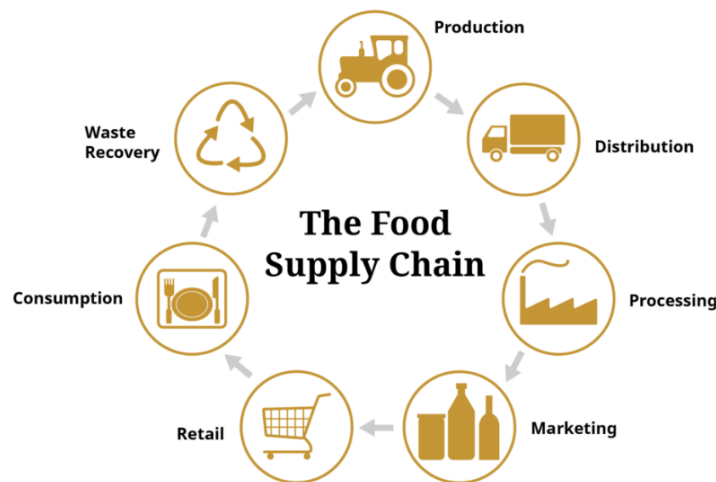 The Food
Supply Chain
Production
Distribution
Processing
Marketing
Retail
Consumption
Waste
Recovery